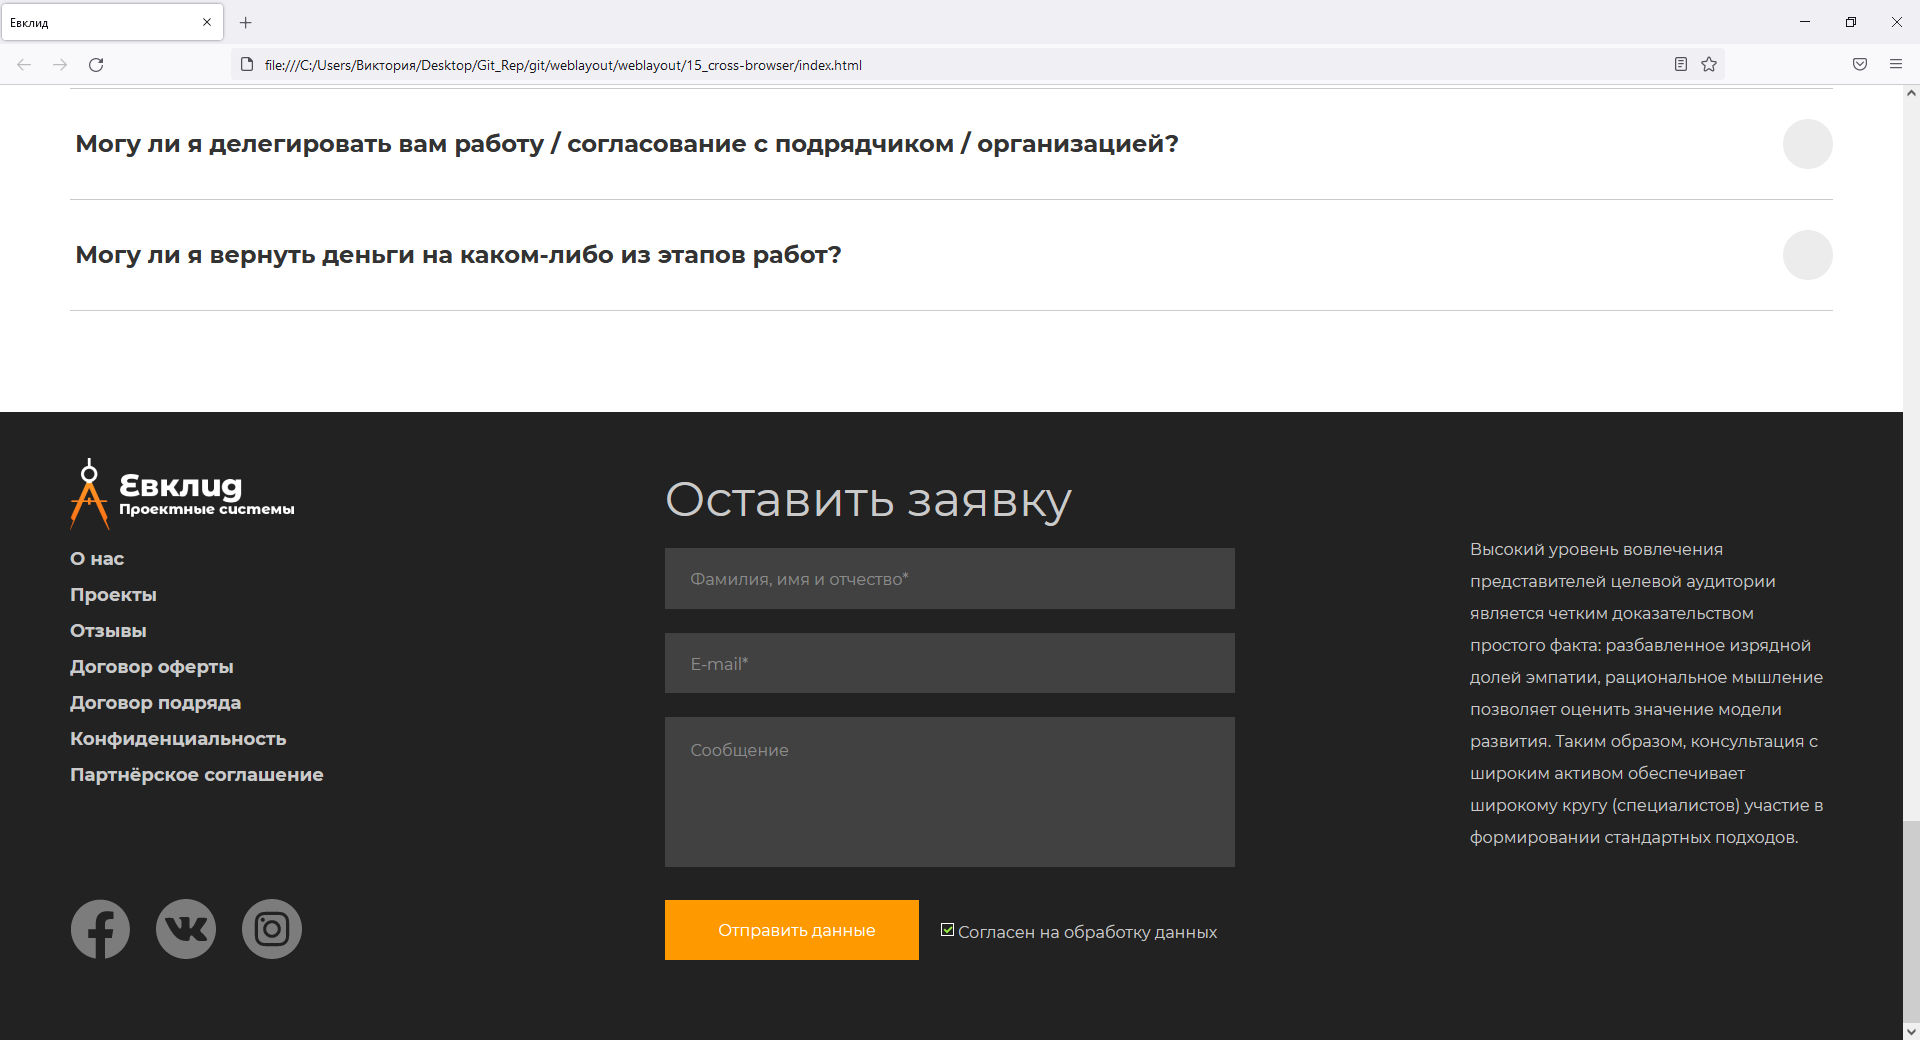 Евклид
file:///C:/Users/Виктория/Desktop/Git_Rep/git/weblayout/weblayout/15_cross-browser/index.html
Могу ли я делегировать вам работу / согласование с подрядчиком / организацией?
Могу ли я вернуть деньги на каком-либо из этапов работ?
Евклид
Проектные системы
О нас
Проекты
Отзывы
Договор оферты
Договор подряда
Конфиденциальность
Партнёрское соглашение
Оставить заявку
Фамилия, имя и отчество*
E-mail*
Сообщение
Отправить данные
Согласен на обработку данных
Высокий уровень вовлечения
представителей целевой аудитории
является четким доказательством
простого факта: разбавленное изрядной
долей эмпатии, рациональное мышление
позволяет оценить значение модели
развития. Таким образом, консультация с
широким активом обеспечивает
широкому кругу (специалистов) участие в
формировании стандартных подходов.